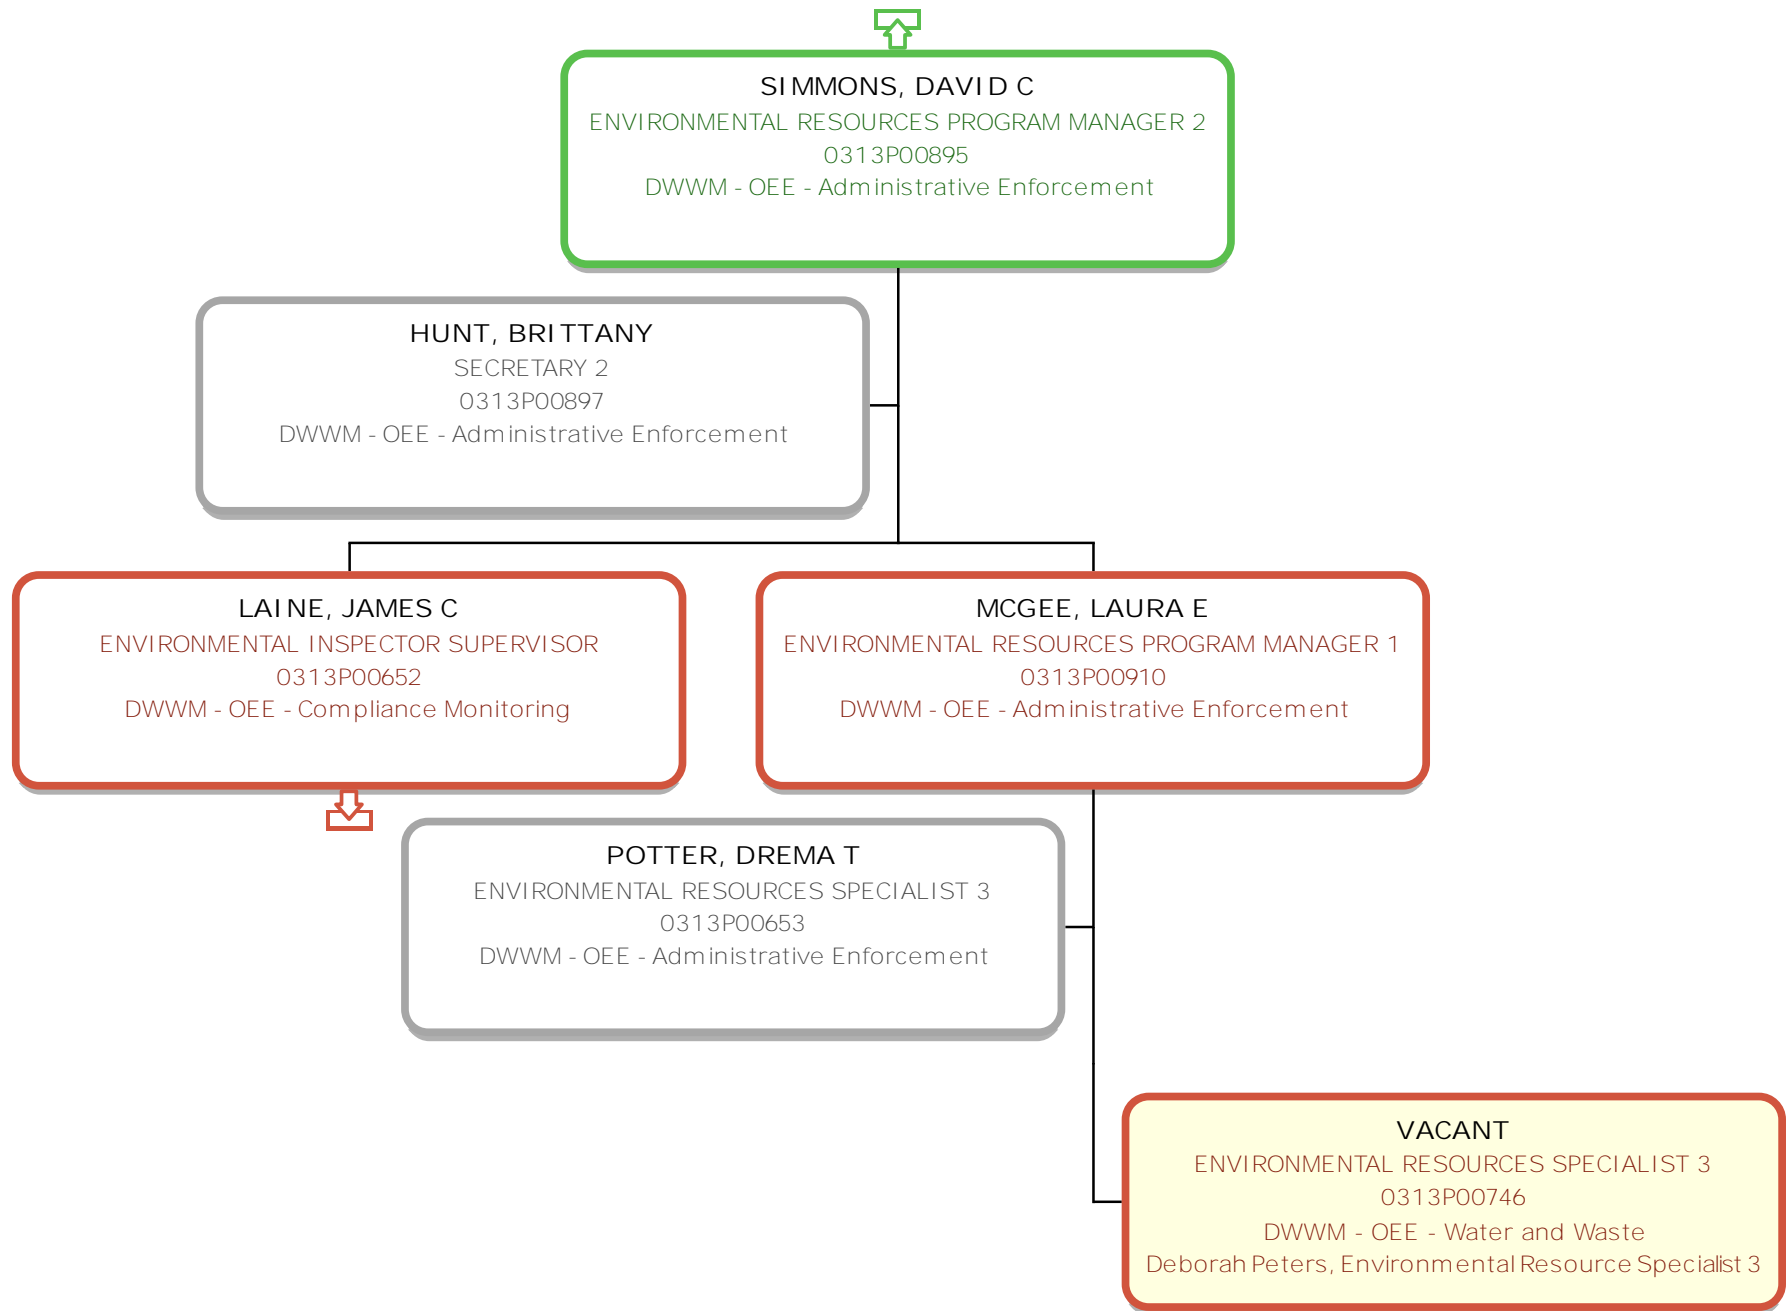 SIMMONS, DAVID C
ENVIRONMENTAL RESOURCES PROGRAM MANAGER 2
0313P00895
DWWM - OEE - Administrative Enforcement
HUNT, BRITTANY
SECRETARY 2
0313P00897
DWWM - OEE - Administrative Enforcement
LAINE, JAMES C
ENVIRONMENTAL INSPECTOR SUPERVISOR
0313P00652
DWWM - OEE - Compliance Monitoring
MCGEE, LAURA E
ENVIRONMENTAL RESOURCES PROGRAM MANAGER 1
0313P00910
DWWM - OEE - Administrative Enforcement
POTTER, DREMA T
ENVIRONMENTAL RESOURCES SPECIALIST 3
0313P00653
DWWM - OEE - Administrative Enforcement
VACANT
ENVIRONMENTAL RESOURCES SPECIALIST 3
0313P00746
DWWM - OEE - Water and Waste
Deborah Peters, Environmental Resource Specialist 3